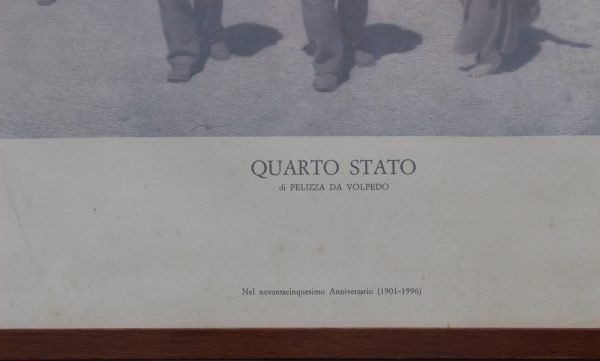 QUARTO STATO
di PELIZZA DA VOLPEDO
Nel novantacinquesimo Anniversario (1901-1996)